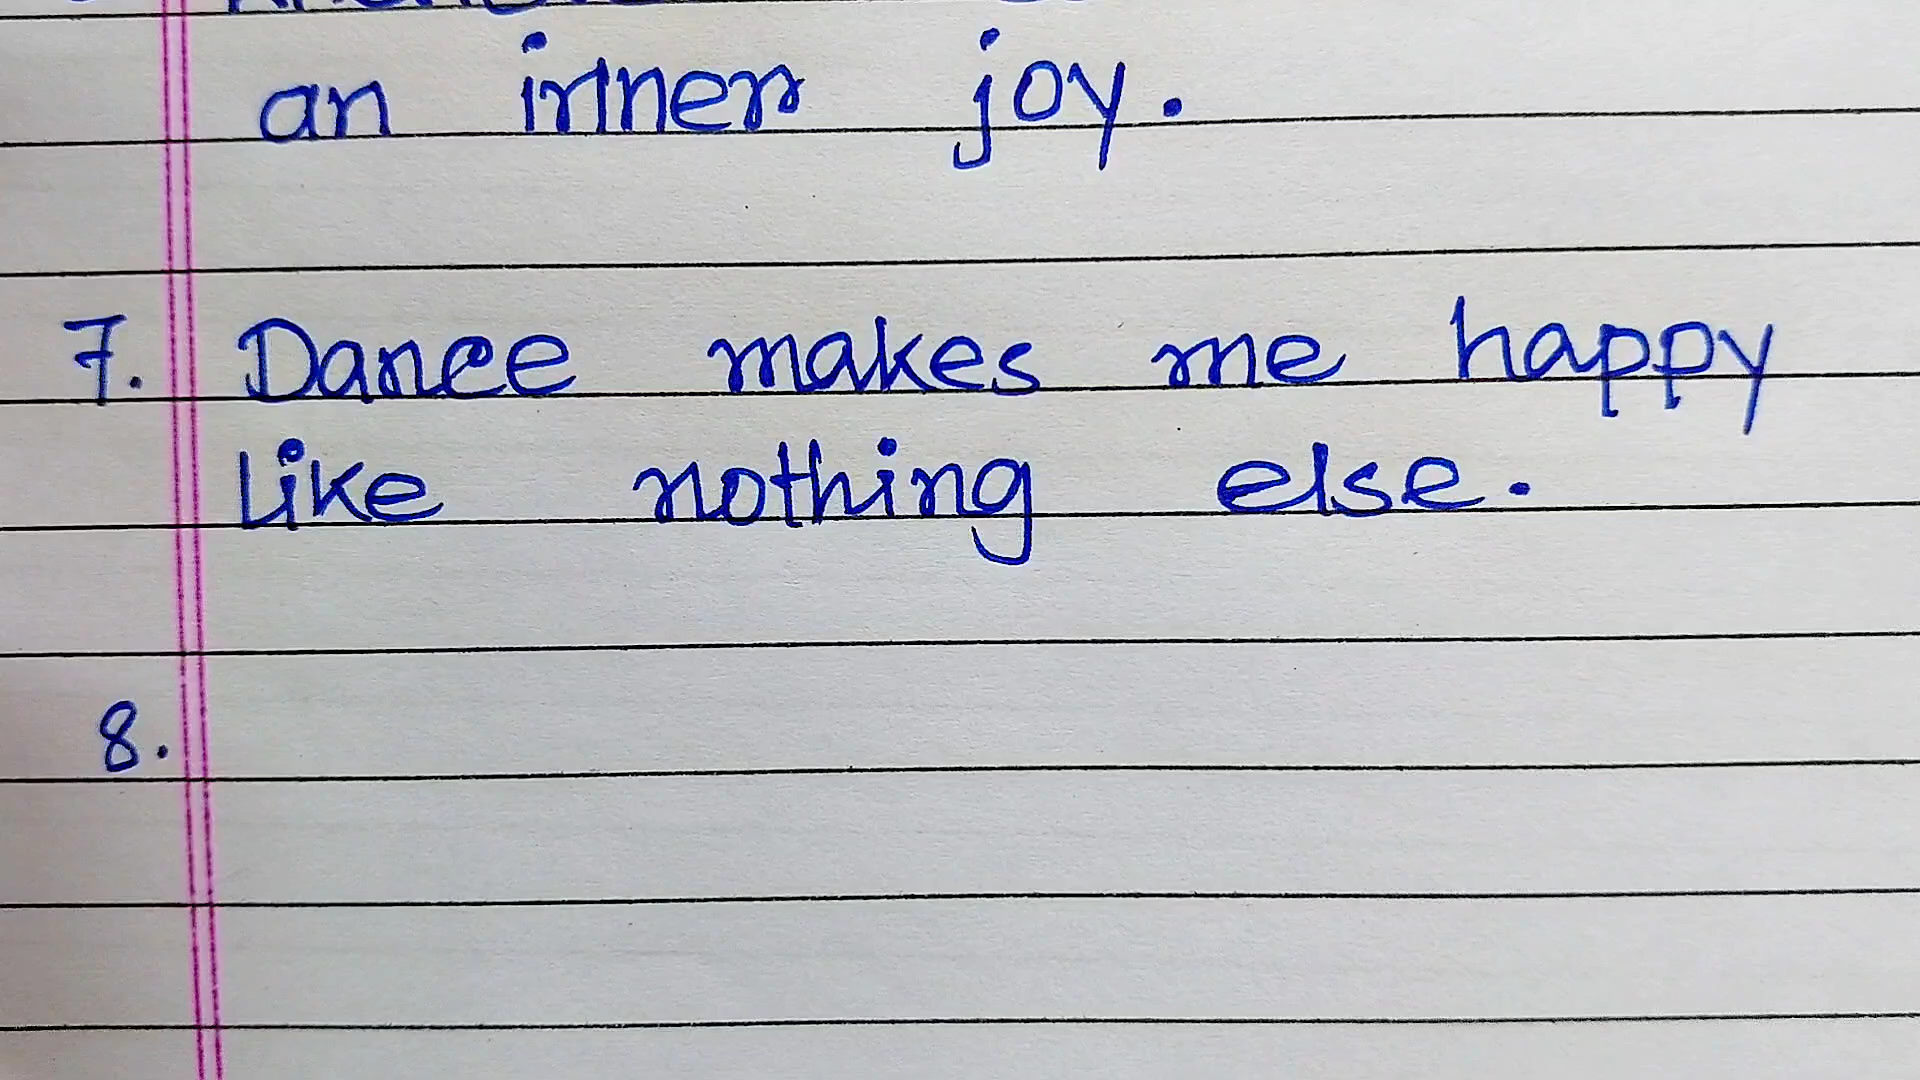 an inner joy.
7. Dance makes me happy
like nothing else.
8.